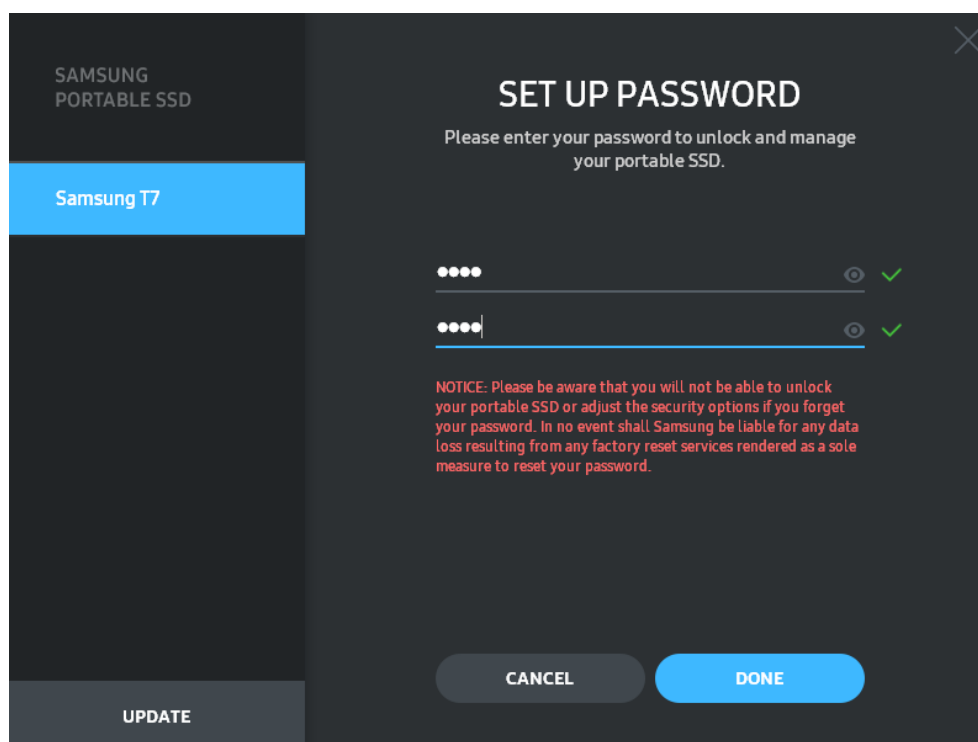 SAMSUNG
PORTABLE SSD
Samsung T7
UPDATE
SET UP PASSWORD
Please enter your password to unlock and manage
your portable SSD.
●●●●
●●●●
NOTICE: Please be aware that you will not be able to unlock
your portable SSD or adjust the security options if you forget
your password. In no event shall Samsung be liable for any data
loss resulting from any factory reset services rendered as a sole
measure to reset your password.
CANCEL
DONE